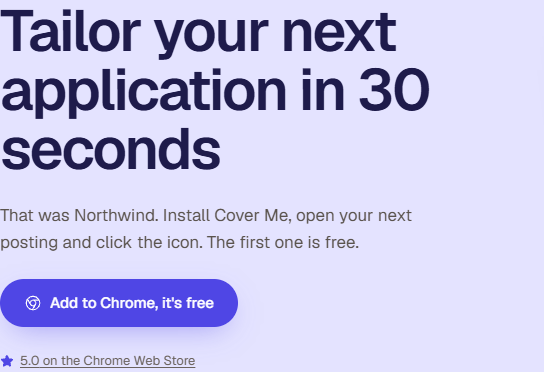 Tailor your next
application in 30
seconds
That was Northwind. Install Cover Me, open your next
posting and click the icon. The first one is free.
Add to Chrome, it's free
5.0 on the Chrome Web Store